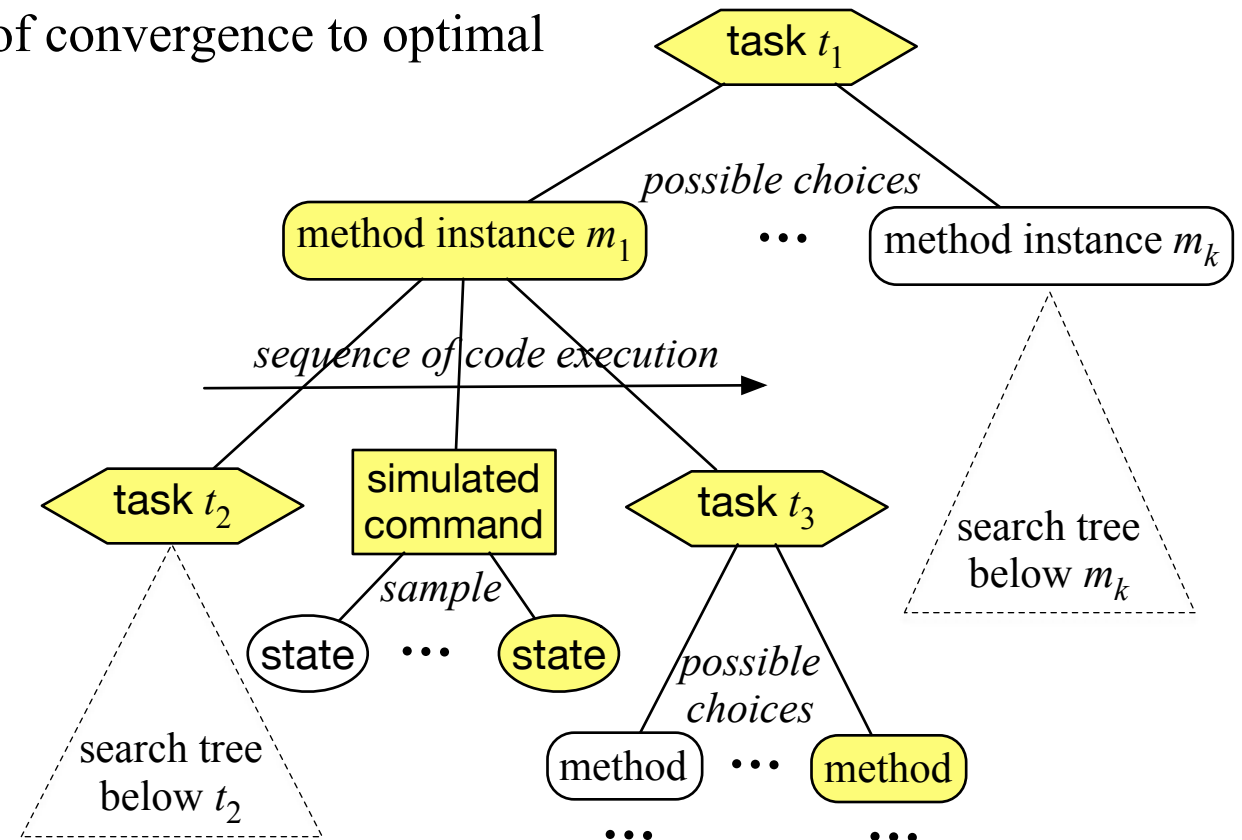 of convergence to optimal
task t₁
possible choices
method instance m₁
...
method instance mₖ
sequence of code execution
task t₂
simulated
command
task t₃
search tree
below mₖ
sample
state
...
state
possible
choices
search tree
below t₂
method
...
method
...
...